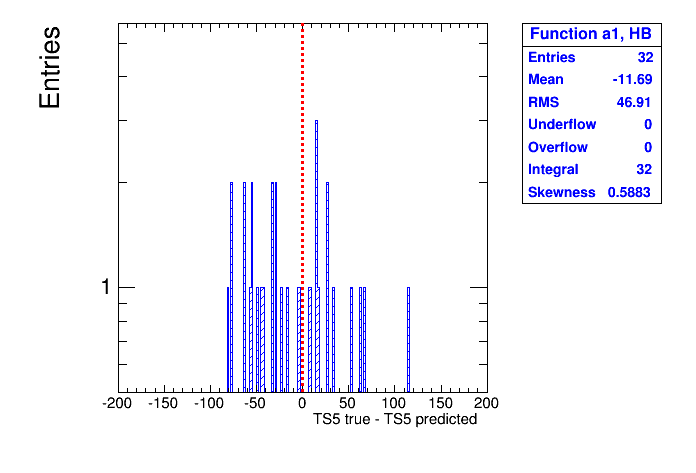 Entries
1
-200 -150 -100 -50 0 50 100 150 200
TS5 true - TS5 predicted
Function a1, HB
Entries 32
Mean -11.69
RMS 46.91
Underflow 0
Overflow 0
Integral 32
Skewness 0.5883